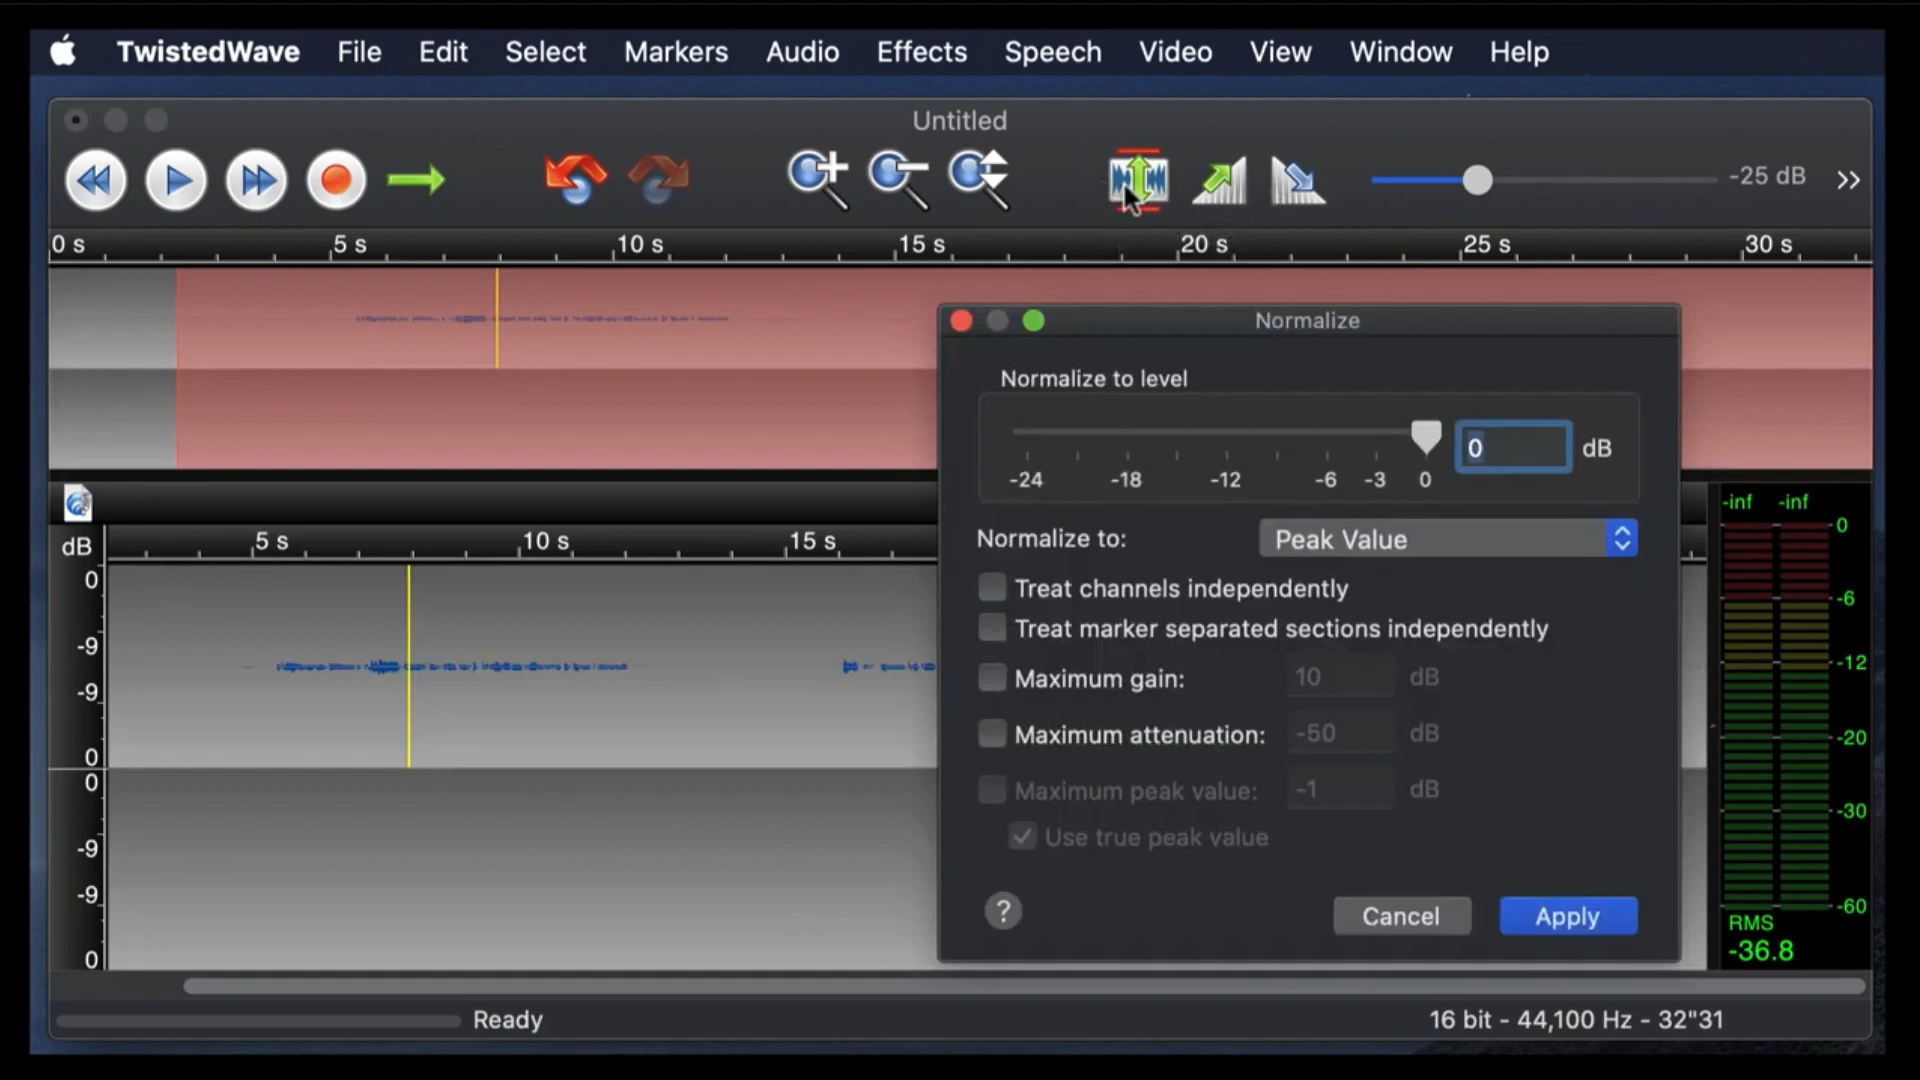 TwistedWave File Edit Select Markers Audio Effects Speech Video View Window Help
Untitled
-25 dB
0 s 5 s 10 s 15 s 20 s 25 s 30 s
Normalize
Normalize to level
0 dB
-24 -18 -12 -6 -3 0
Normalize to: Peak Value
Treat channels independently
Treat marker separated sections independently
Maximum gain: 10 dB
Maximum attenuation: -50 dB
Maximum peak value: -1 dB
Use true peak value
? Cancel Apply
dB 5 s 10 s 15 s
0
-9
-9
0
0
-9
-9
0
-inf -inf
0
-6
-12
-20
-30
-60
RMS
-36.8
Ready
16 bit - 44,100 Hz - 32"31